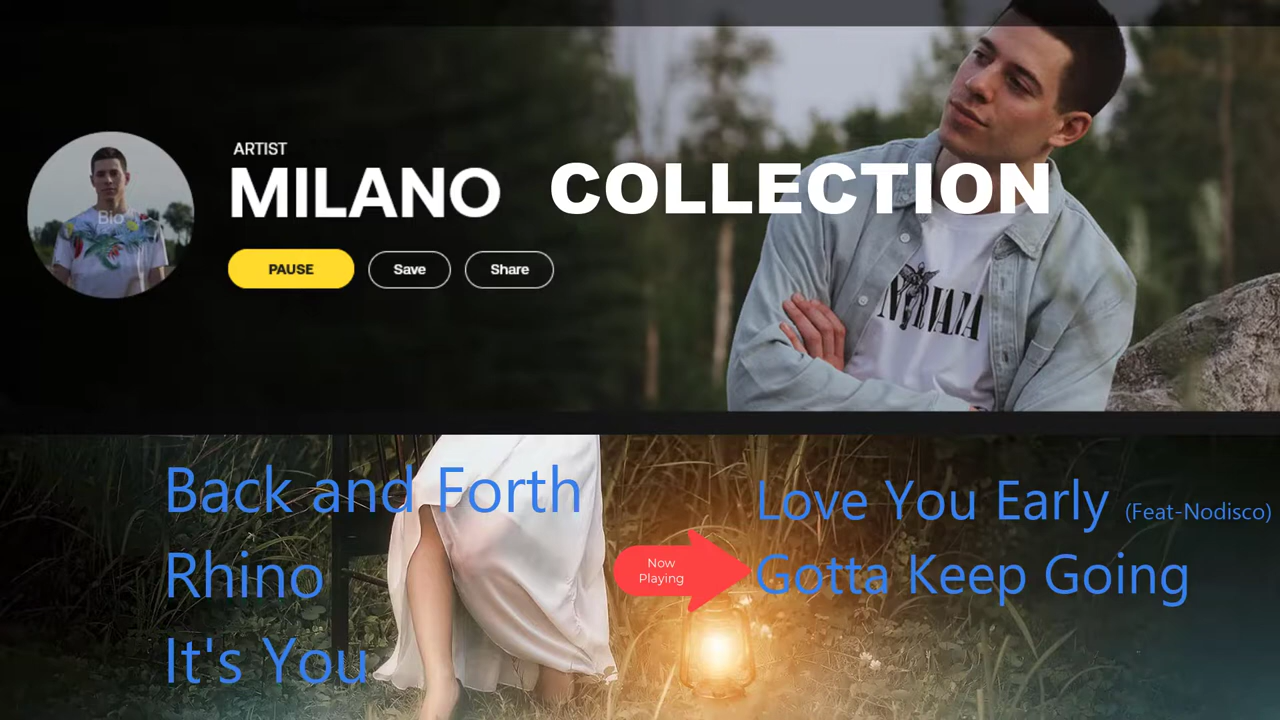 ARTIST
MILANO COLLECTION
Bio
PAUSE Save Share
NIRVANA
Back and Forth
Rhino
It's You
Love You Early (Feat-Nodisco)
Now
Playing
Gotta Keep Going